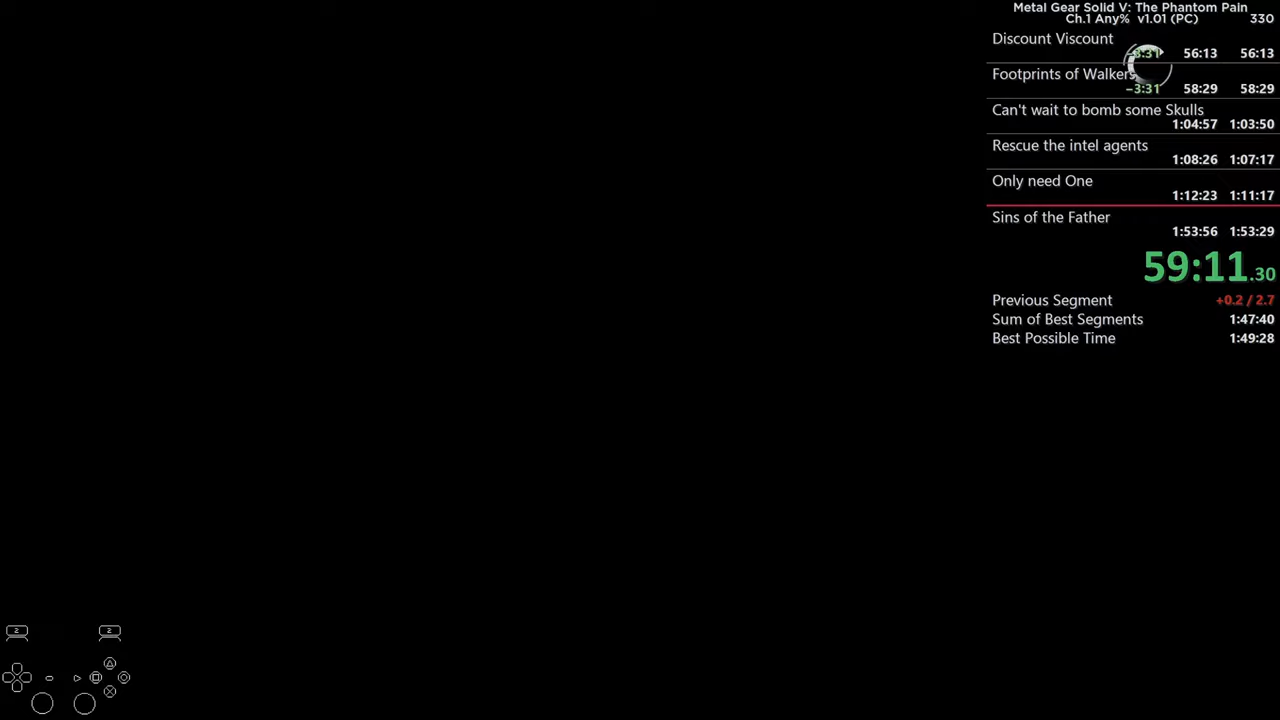 Metal Gear Solid V: The Phantom Pain
Ch.1 Any% v1.01 (PC) 330
Discount Viscount
-3:31 56:13 56:13
Footprints of Walkers
-3:31 58:29 58:29
Can't wait to bomb some Skulls
1:04:57 1:03:50
Rescue the intel agents
1:08:26 1:07:17
Only need One
1:12:23 1:11:17
Sins of the Father
1:53:56 1:53:29
59:11.30
Previous Segment +0.2 / 2.7
Sum of Best Segments 1:47:40
Best Possible Time 1:49:28
2 2